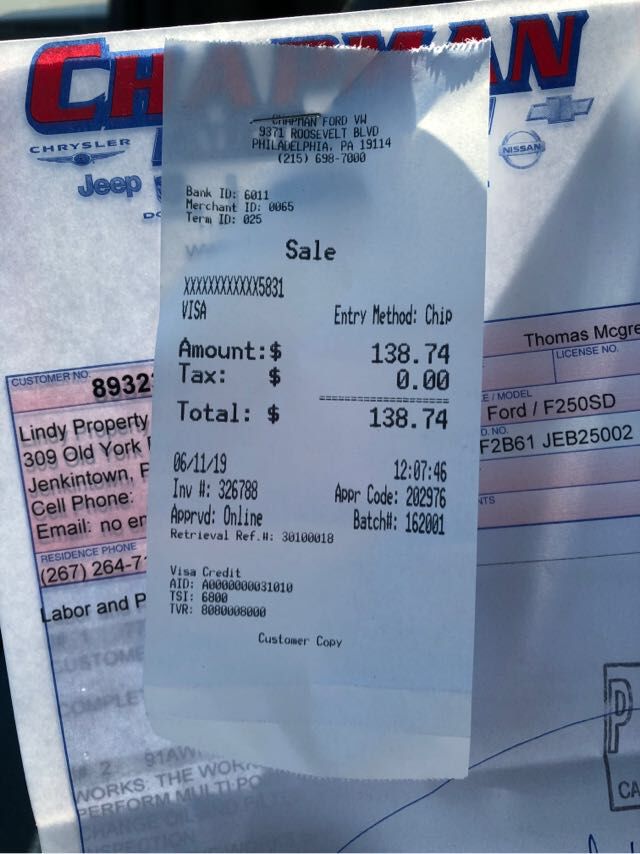 CHAPMAN
CHRYSLER
Jeep
NISSAN
CHAPMAN FORD VW
9371 ROOSEVELT BLVD
PHILADELPHIA, PA 19114
(215) 698-7000
Bank ID: 6011
Merchant ID: 0065
Term ID: 025
Sale
XXXXXXXXXXXX5831
VISA Entry Method: Chip
Amount:$ 138.74
Tax: $ 0.00
Total: $ 138.74
06/11/19 12:07:46
Inv #: 326788 Appr Code: 202976
Apprvd: Online Batch#: 162001
Retrieval Ref.#: 30100018
Visa Credit
AID: A0000000031010
TSI: 6800
TVR: 8080008000
Customer Copy
Thomas
LICENSE NO.
CUSTOMER NO.
/ MODEL
Ford / F250SD
F2B61 JEB25002
Lindy Property
309 Old York
Jenkintown,
Cell Phone:
Email: no
RESIDENCE PHONE
(267) 264-7
Labor and
# 1
# 2
WORKS: THE
PERFORM MULTI